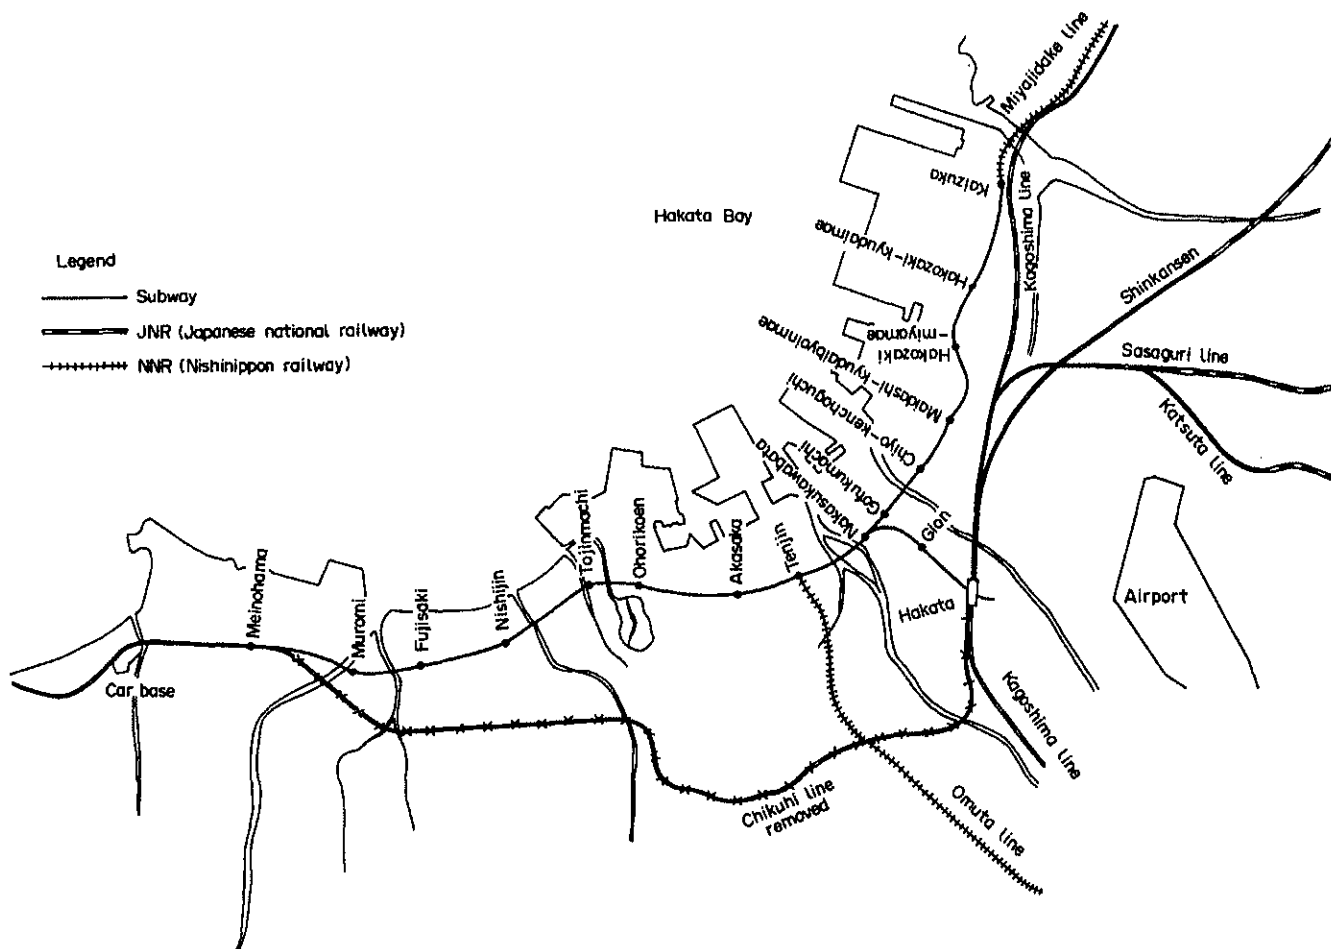 Miyajidake line
Kaizuka
Kagoshima line
Hakata Bay
Hakozaki-kyudaimae
Shinkansen
Legend
Subway
JNR (Japanese national railway)
NNR (Nishinippon railway)
Hakozaki
-miyamae
Maidashi-kyudaibyoinmae
Sasaguri line
Katsuta line
Chiyo-kenchoguchi
Gofukumachi
Nakasukawabata
Gion
Tenjin
Akasaka
Ohorikoen
Tojinmachi
Nishijin
Fujisaki
Muromi
Meinohama
Car base
Hakata
Airport
Kagoshima line
Omuta line
Chikuhi line
removed